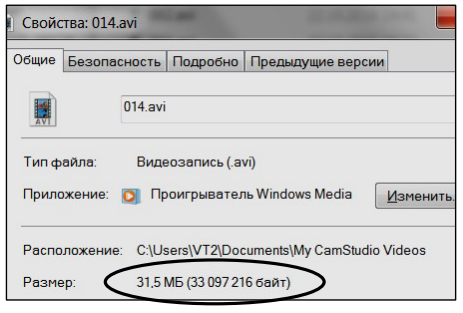 Свойства: 014.avi
Общие Безопасность Подробно Предыдущие версии
AVI
014.avi
Тип файла: Видеозапись (.avi)
Приложение: Проигрыватель Windows Media Изменить.
Расположение: C:\Users\VT2\Documents\My CamStudio Videos
Размер: 31,5 МБ (33 097 216 байт)